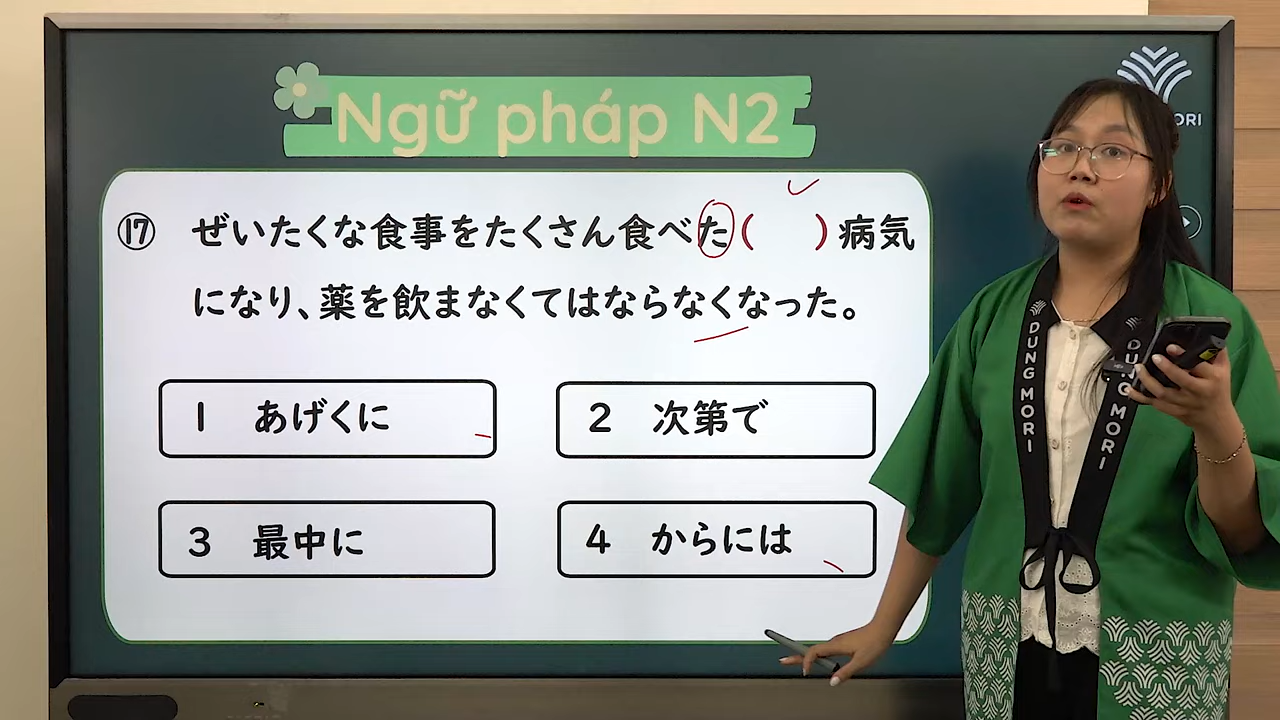 Ngữ pháp N2
ORI
⑰ ぜいたくな食事をたくさん食べた( )病気
になり、薬を飲まなくてはならなくなった。
1 あげくに
2 次第で
3 最中に
4 からには
DUNG MORI
DUNG MORI